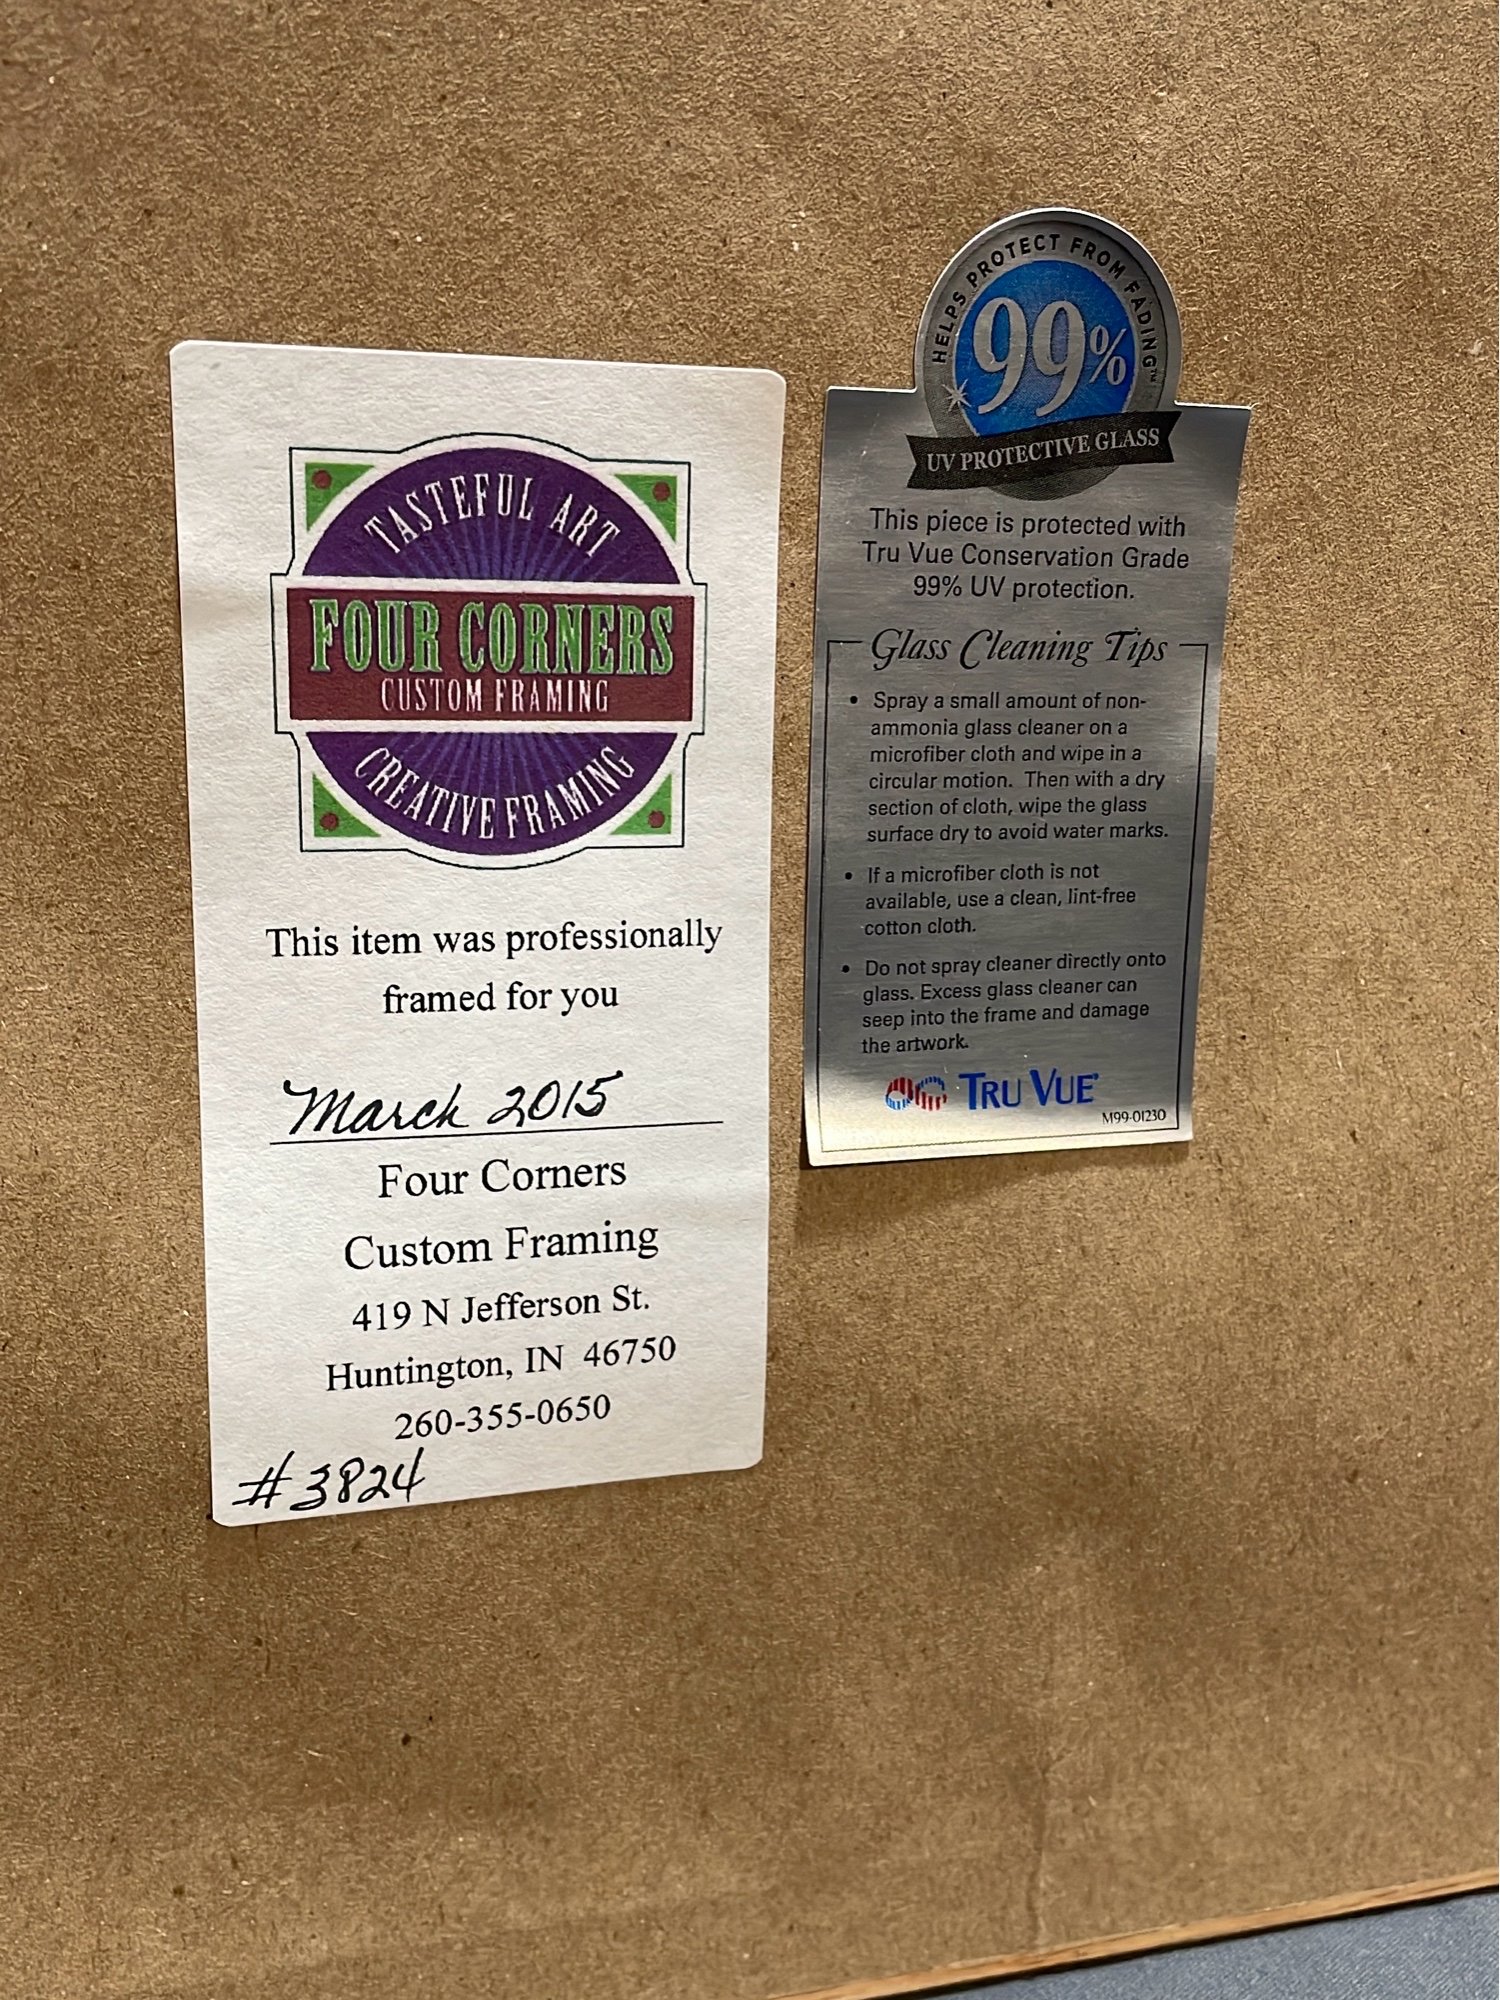 TASTEFUL ART
FOUR CORNERS
CUSTOM FRAMING
CREATIVE FRAMING
This item was professionally
framed for you
March 2015
Four Corners
Custom Framing
419 N Jefferson St.
Huntington, IN 46750
260-355-0650
#3824
HELPS PROTECT FROM FADING™
99%
UV PROTECTIVE GLASS
This piece is protected with
Tru Vue Conservation Grade
99% UV protection.
Glass Cleaning Tips
• Spray a small amount of non-
ammonia glass cleaner on a
microfiber cloth and wipe in a
circular motion. Then with a dry
section of cloth, wipe the glass
surface dry to avoid water marks.
• If a microfiber cloth is not
available, use a clean, lint-free
cotton cloth.
• Do not spray cleaner directly onto
glass. Excess glass cleaner can
seep into the frame and damage
the artwork.
TRU VUE®
M99-01230